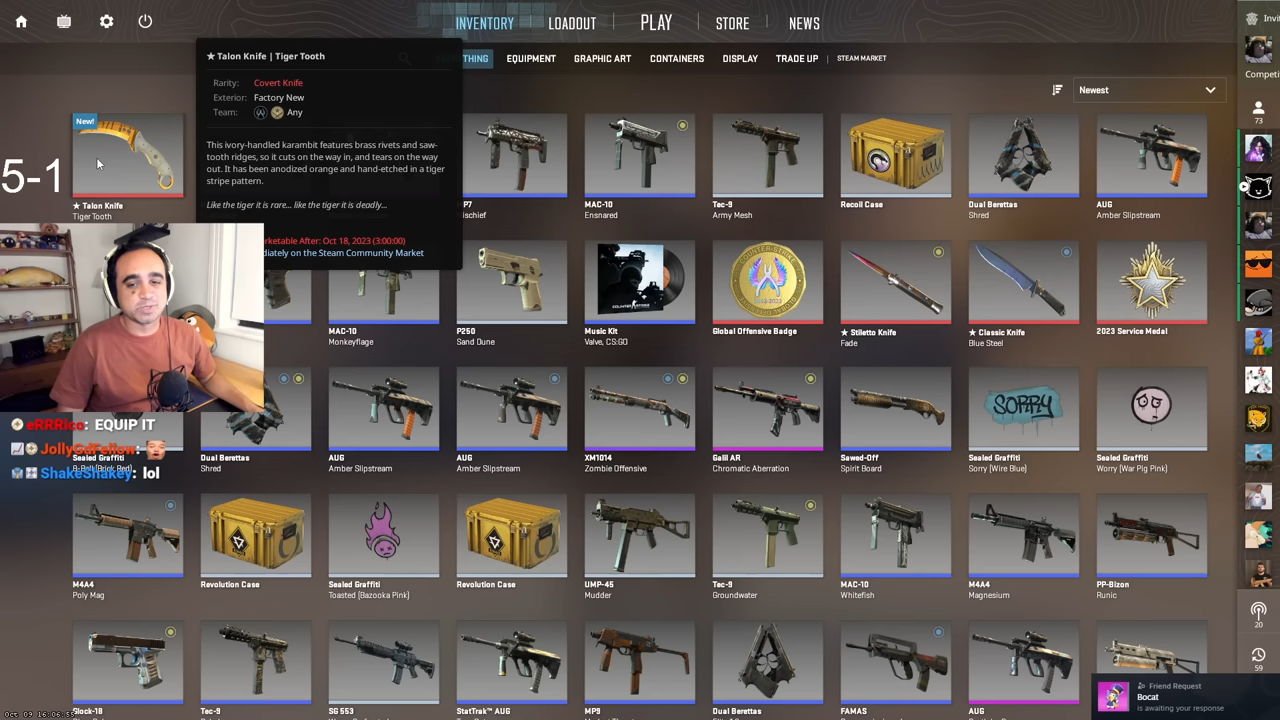 INVENTORY
LOADOUT
PLAY
STORE
NEWS
EQUIPMENT
GRAPHIC ART
CONTAINERS
DISPLAY
TRADE UP
STEAM MARKET
Newest
★ Talon Knife | Tiger Tooth
Rarity: Covert Knife
Exterior: Factory New
Team: Any
This ivory-handled karambit features brass rivets and saw-
tooth ridges, so it cuts on the way in, and tears on the way
out. It has been anodized orange and hand-etched in a tiger
stripe pattern.
Like the tiger it is rare... like the tiger it is deadly...
After: Oct 18, 2023 (3:00:00)
on the Steam Community Market
New!
5-1
★ Talon Knife
Tiger Tooth
MAC-10
Ensnared
Tec-9
Army Mesh
Recoil Case
Dual Berettas
Shred
AUG
Amber Slipstream
MAC-10
Monkeyflage
P250
Sand Dune
Music Kit
Valve, CS:GO
Global Offensive Badge
★ Stiletto Knife
Fade
★ Classic Knife
Blue Steel
2023 Service Medal
eRRRico: EQUIP IT
JollyGdFellow:
ShakeShakey: lol
Sealed Graffiti
Dual Berettas
Shred
AUG
Amber Slipstream
AUG
Amber Slipstream
XM1014
Zombie Offensive
Galil AR
Chromatic Aberration
Sawed-Off
Spirit Board
Sealed Graffiti
Sorry (Wire Blue)
Sealed Graffiti
Worry (War Pig Pink)
SORRY
M4A4
Poly Mag
Revolution Case
Sealed Graffiti
Toasted (Bazooka Pink)
Revolution Case
UMP-45
Mudder
Tec-9
Groundwater
MAC-10
Whitefish
M4A4
Magnesium
PP-Bizon
Runic
Glock-18
Tec-9
SG 553
StatTrak™ AUG
MP9
Dual Berettas
FAMAS
AUG
Competi
73
20
59
Friend Request
Bocat
is awaiting your response